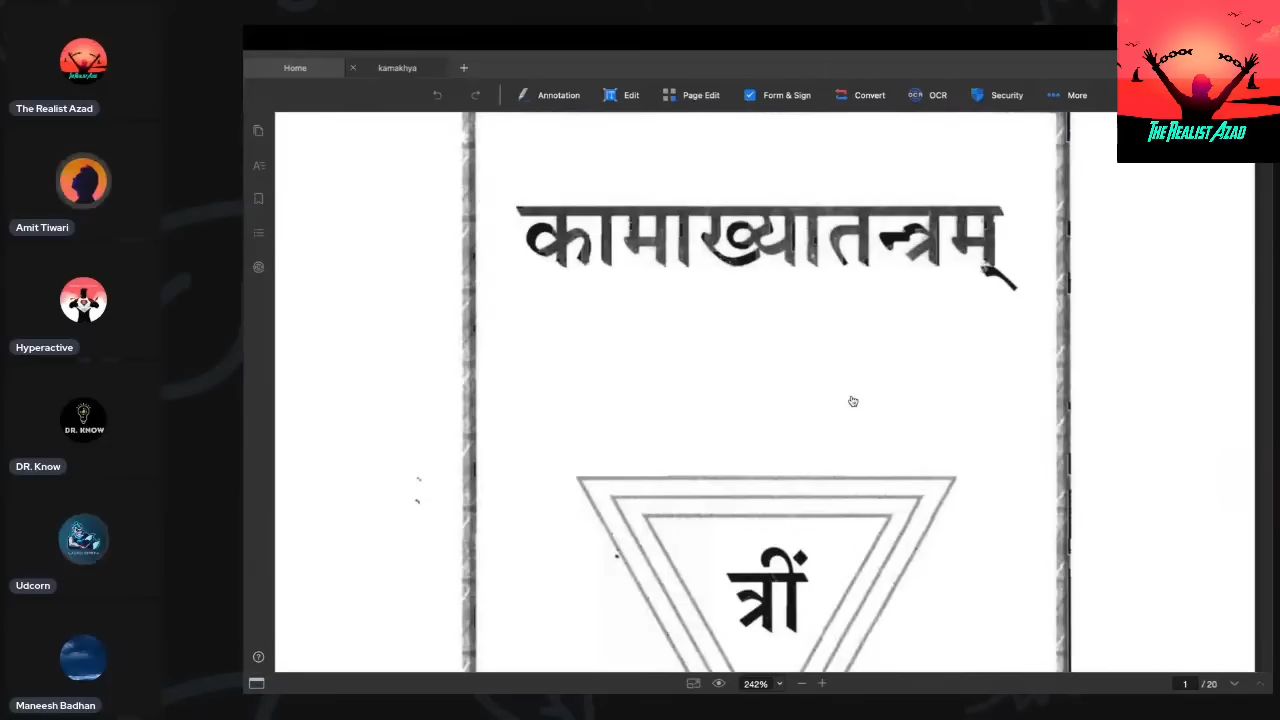 The Realist Azad
Amit Tiwari
Hyperactive
DR. KNOW
DR. Know
UDCORN
Udcorn
Maneesh Badhan
Home
kamakhya
Annotation
Edit
Page Edit
Form & Sign
Convert
OCR
OCR
Security
More
THE REALIST AZAD
कामाख्यातन्त्रम्
त्रीं
242%
1 / 20